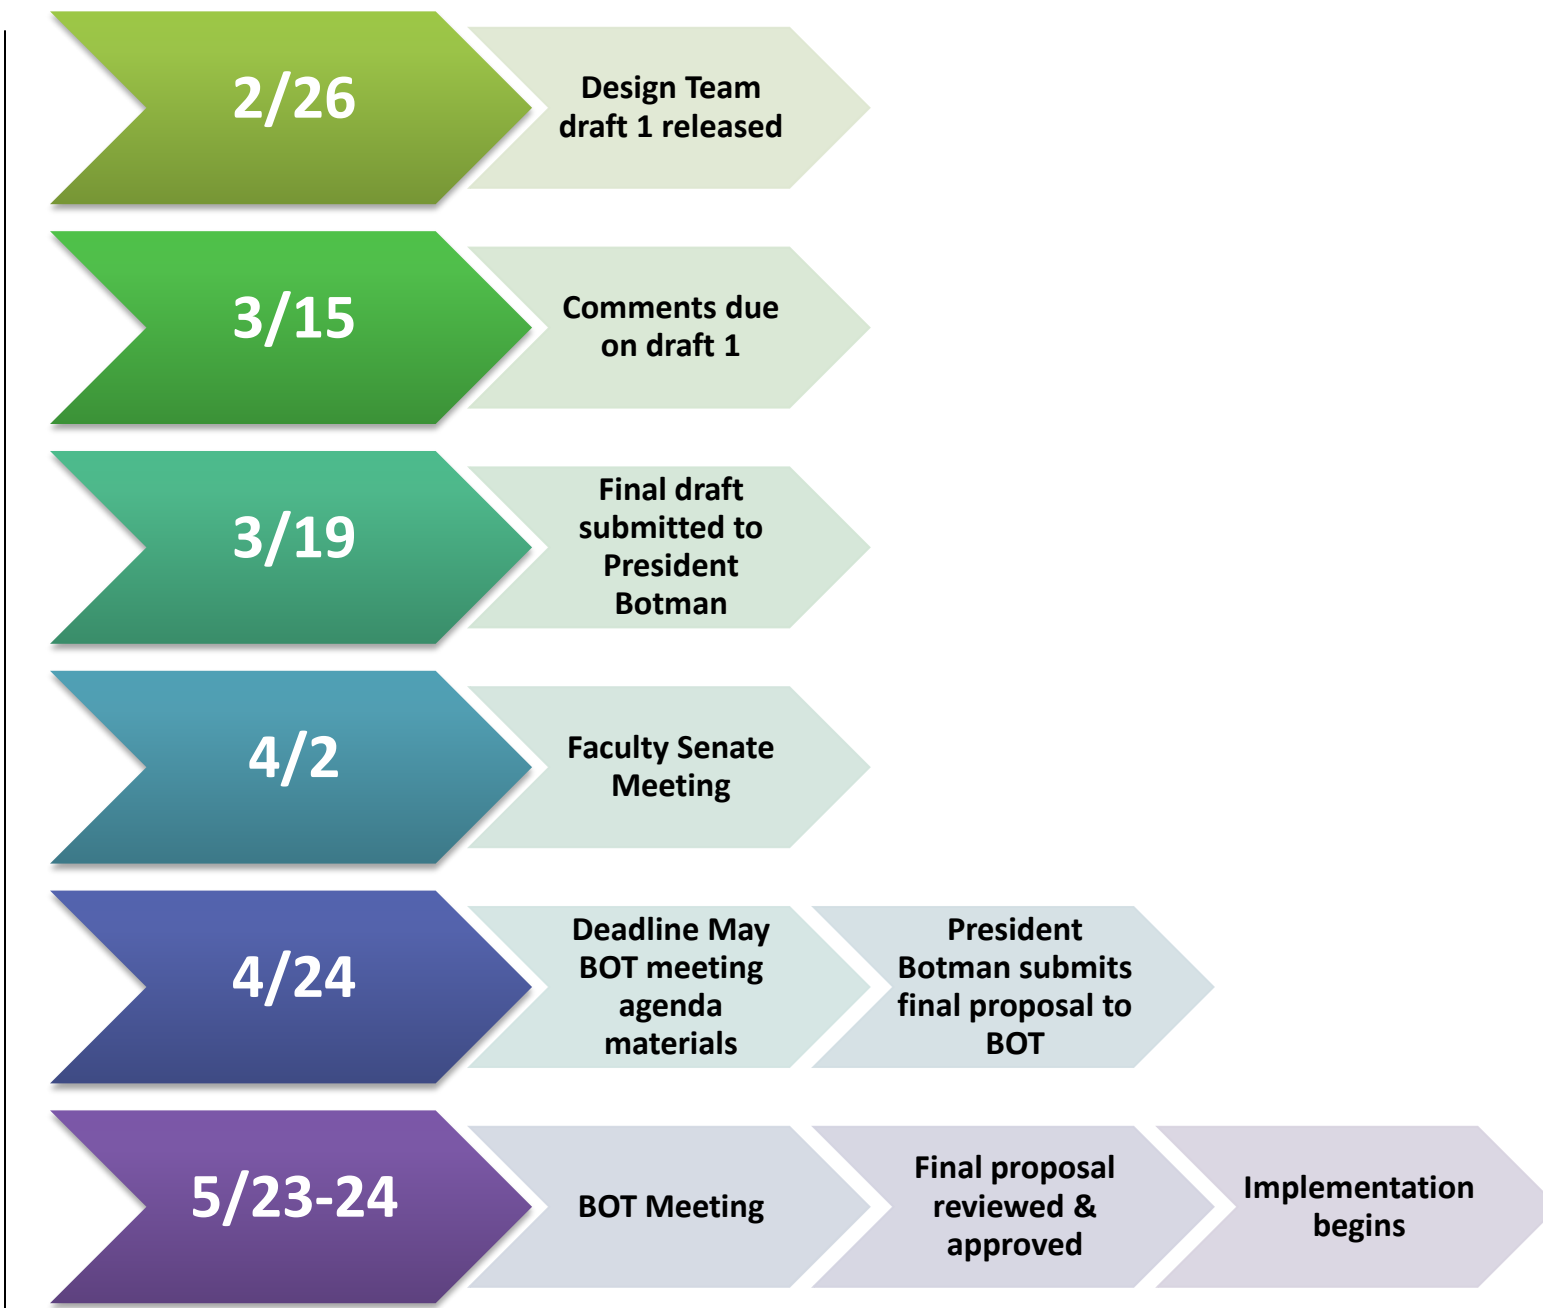 2/26
Design Team
draft 1 released
3/15
Comments due
on draft 1
3/19
Final draft
submitted to
President
Botman
4/2
Faculty Senate
Meeting
4/24
Deadline May
BOT meeting
agenda
materials
President
Botman submits
final proposal to
BOT
5/23-24
BOT Meeting
Final proposal
reviewed &
approved
Implementation
begins